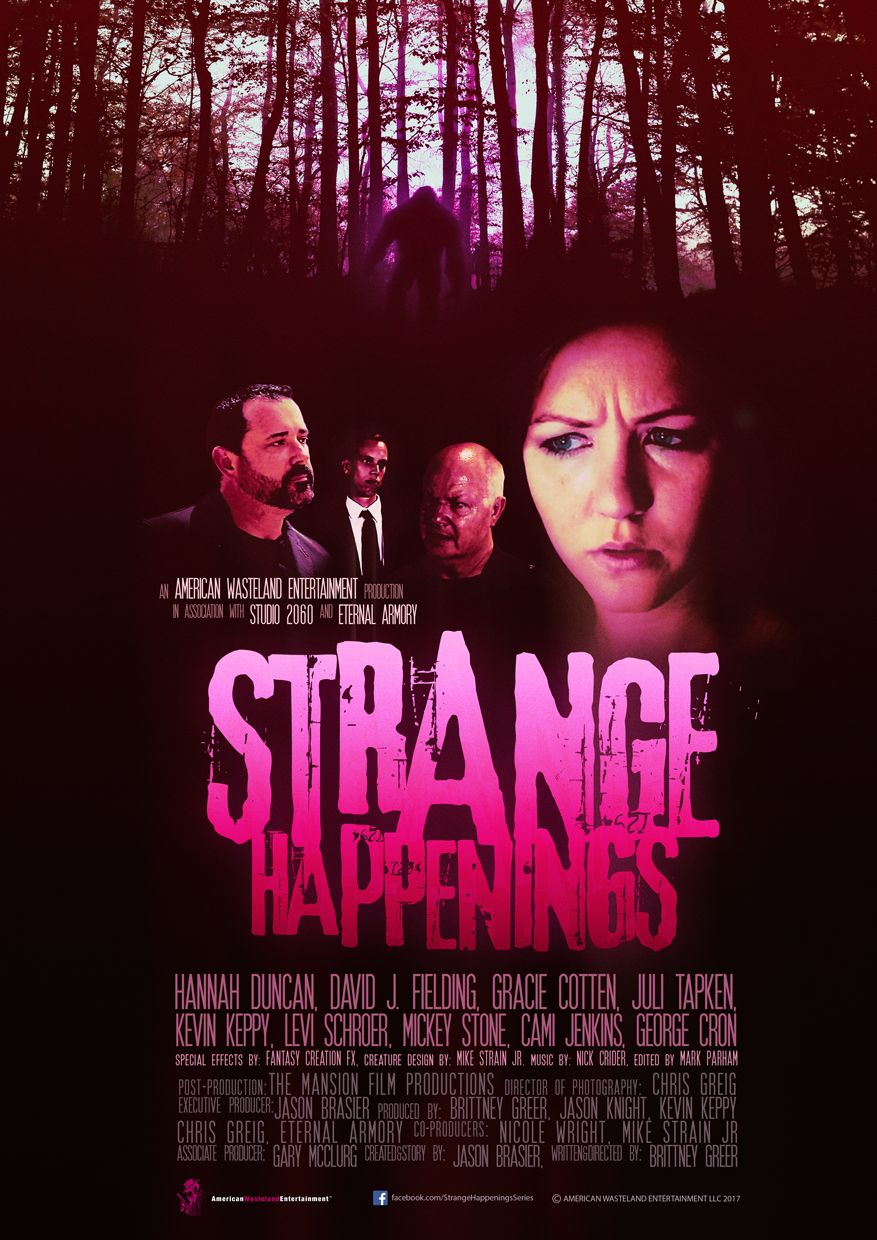 AN AMERICAN WASTELAND ENTERTAINMENT PRODUCTION
IN ASSOCIATION WITH STUDIO 2060 AND ETERNAL ARMORY
STRANGE
HAPPENINGS
HANNAH DUNCAN, DAVID J. FIELDING, GRACIE COTTEN, JULI TAPKEN,
KEVIN KEPPY, LEVI SCHROER, MICKEY STONE, CAMI JENKINS, GEORGE CRON
SPECIAL EFFECTS BY: FANTASY CREATION FX, CREATURE DESIGN BY: MIKE STRAIN JR. MUSIC BY: NICK CRIDER, EDITED BY MARK PARHAM
POST-PRODUCTION: THE MANSION FILM PRODUCTIONS DIRECTOR OF PHOTOGRAPHY: CHRIS GREIG
EXECUTIVE PRODUCER: JASON BRASIER PRODUCED BY: BRITTNEY GREER, JASON KNIGHT, KEVIN KEPPY
CHRIS GREIG, ETERNAL ARMORY CO-PRODUCERS: NICOLE WRIGHT, MIKE STRAIN JR
ASSOCIATE PRODUCER: GARY MCCLURG CREATED&STORY BY: JASON BRASIER, WRITTEN&DIRECTED BY: BRITTNEY GREER
AmericanWastelandEntertainment™ facebook.com/StrangeHappeningsSeries © AMERICAN WASTELAND ENTERTAINMENT LLC 2017